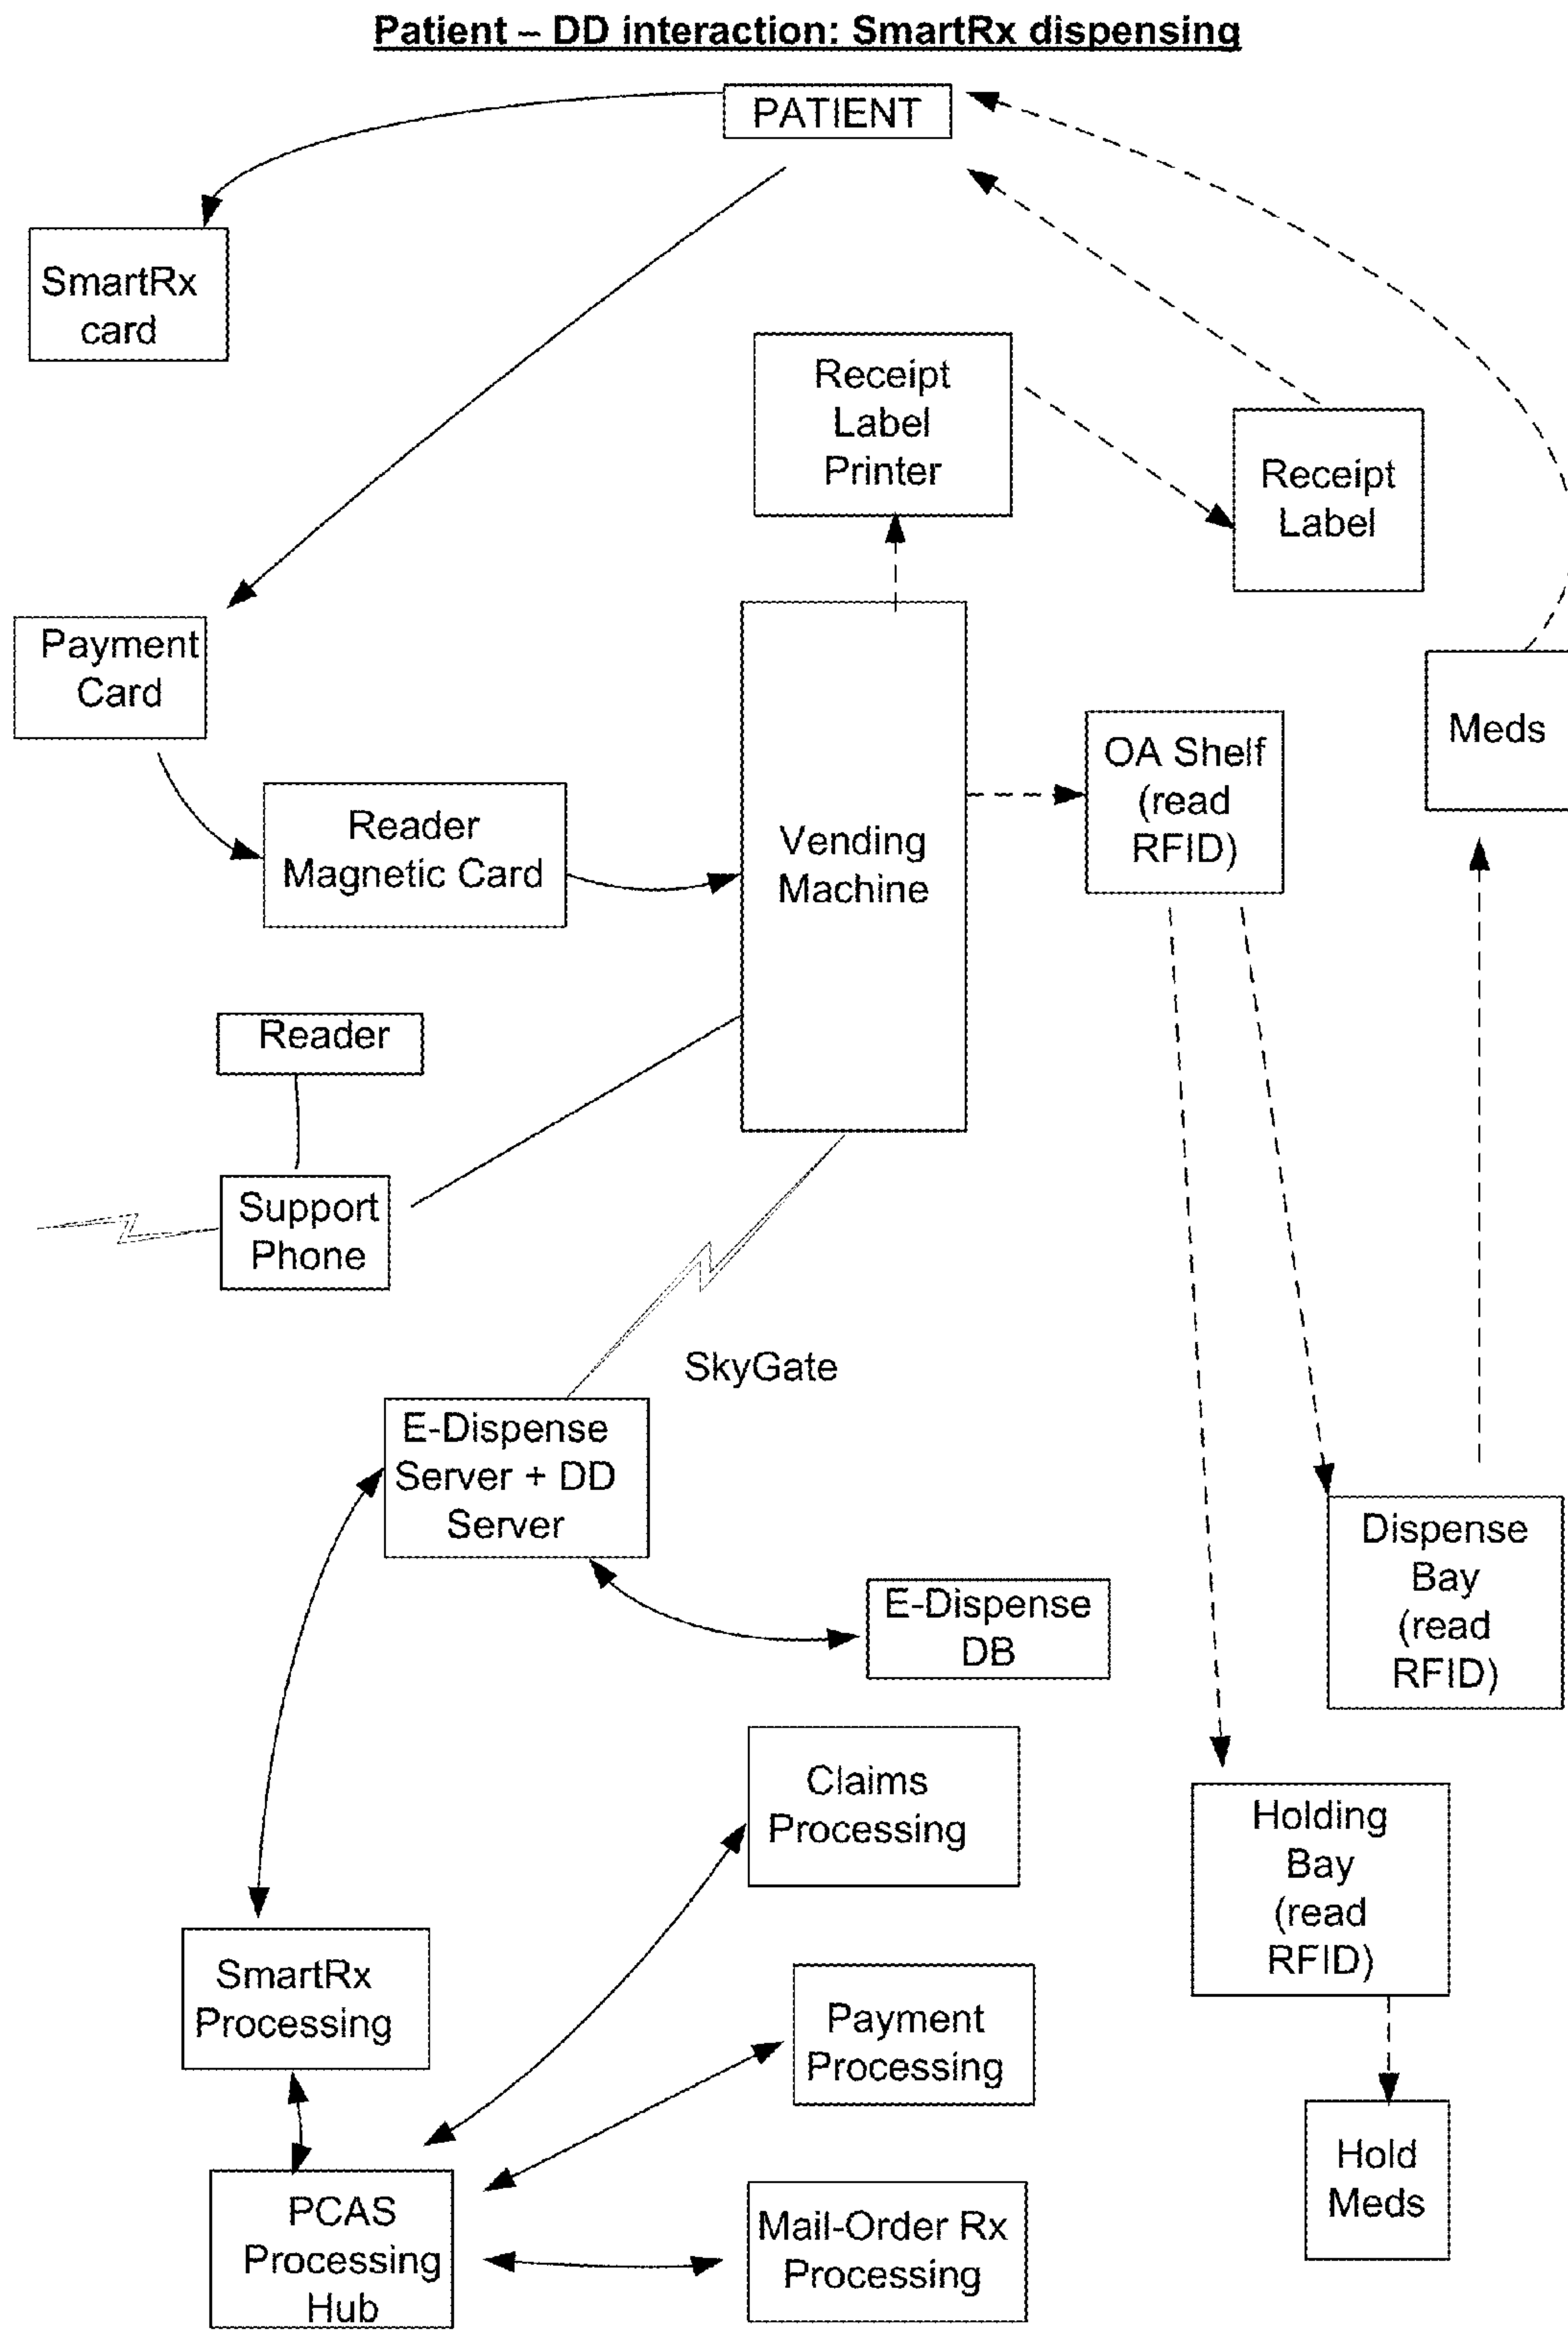 Patient – DD interaction: SmartRx dispensing
PATIENT
SmartRx
card
Receipt
Label
Printer
Receipt
Label
Payment
Card
Meds
OA Shelf
(read
RFID)
Reader
Magnetic Card
Vending
Machine
Reader
Support
Phone
SkyGate
E-Dispense
Server + DD
Server
Dispense
Bay
(read
RFID)
E-Dispense
DB
Claims
Processing
Holding
Bay
(read
RFID)
SmartRx
Processing
Payment
Processing
Hold
Meds
PCAS
Processing
Hub
Mail-Order Rx
Processing